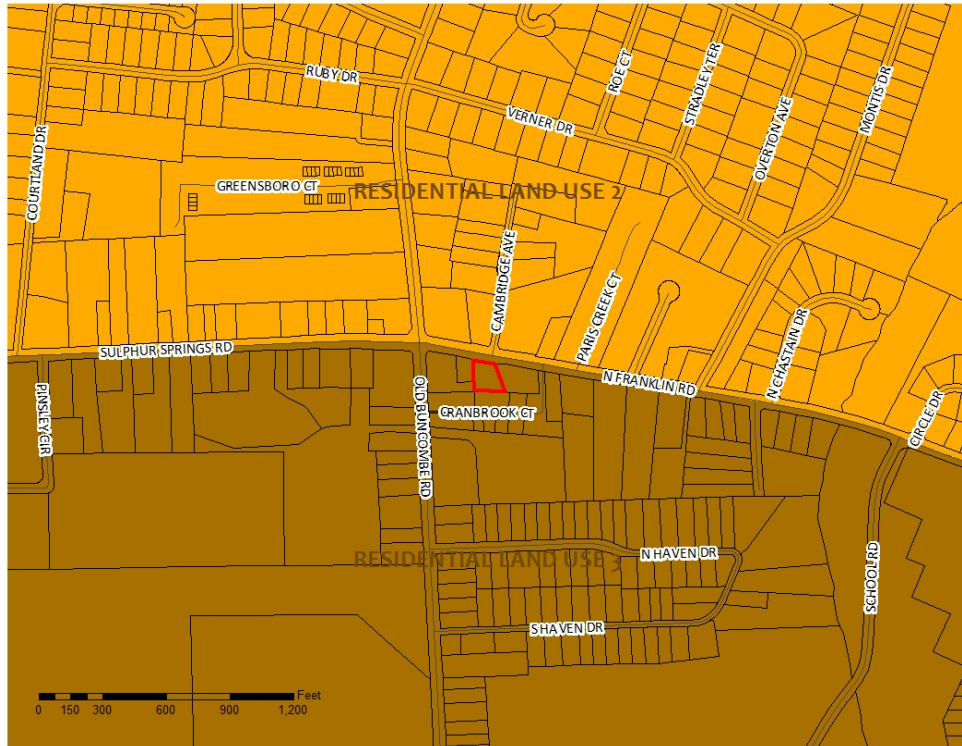 RUBY DR
ROE CT
STRADLEY TER
VERNER DR
OVERTON AVE
MONTIS DR
COURTLAND DR
GREENSBORO CT
RESIDENTIAL LAND USE 2
CAMBRIDGE AVE
PARIS CREEK CT
N CHASTAIN DR
SULPHUR SPRINGS RD
N FRANKLIN RD
PINSLEY CIR
OLD BUNCOMBE RD
CRANBROOK CT
CIRCLE DR
RESIDENTIAL LAND USE 3
N HAVEN DR
SCHOOL RD
S HAVEN DR
Feet
0 150 300 600 900 1,200